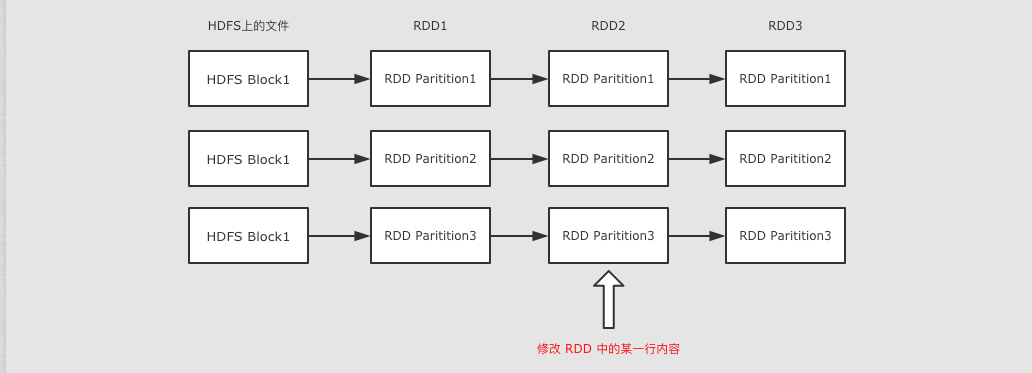 HDFS上的文件 RDD1 RDD2 RDD3
HDFS Block1 RDD Paritition1 RDD Paritition1 RDD Paritition1
HDFS Block1 RDD Paritition2 RDD Paritition2 RDD Paritition2
HDFS Block1 RDD Paritition3 RDD Paritition3 RDD Paritition3
修改 RDD 中的某一行内容